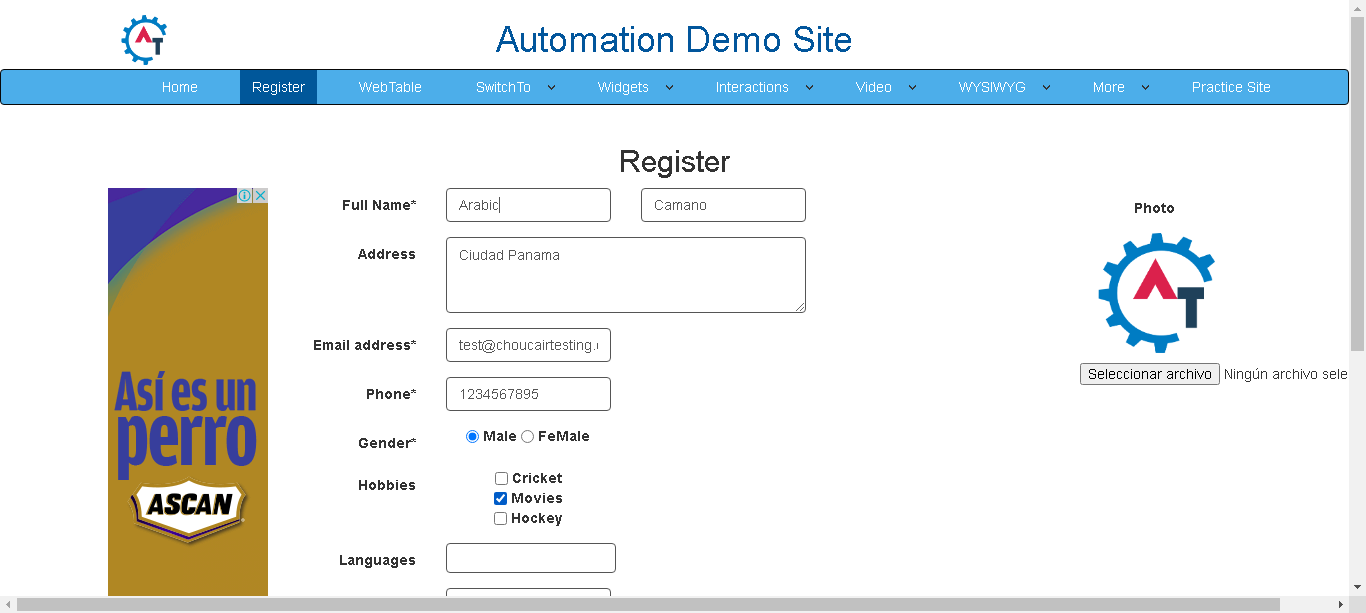 AT
Automation Demo Site
Home Register WebTable SwitchTo Widgets Interactions Video WYSIWYG More Practice Site
Register
Full Name* Arabic Camano
Photo
AT
Address Ciudad Panama
Email address* test@choucairtesting.
Seleccionar archivo Ningún archivo sele
Phone* 1234567895
Gender* Male FeMale
Hobbies Cricket
Movies
Hockey
Languages
Así es un
perro
ASCAN